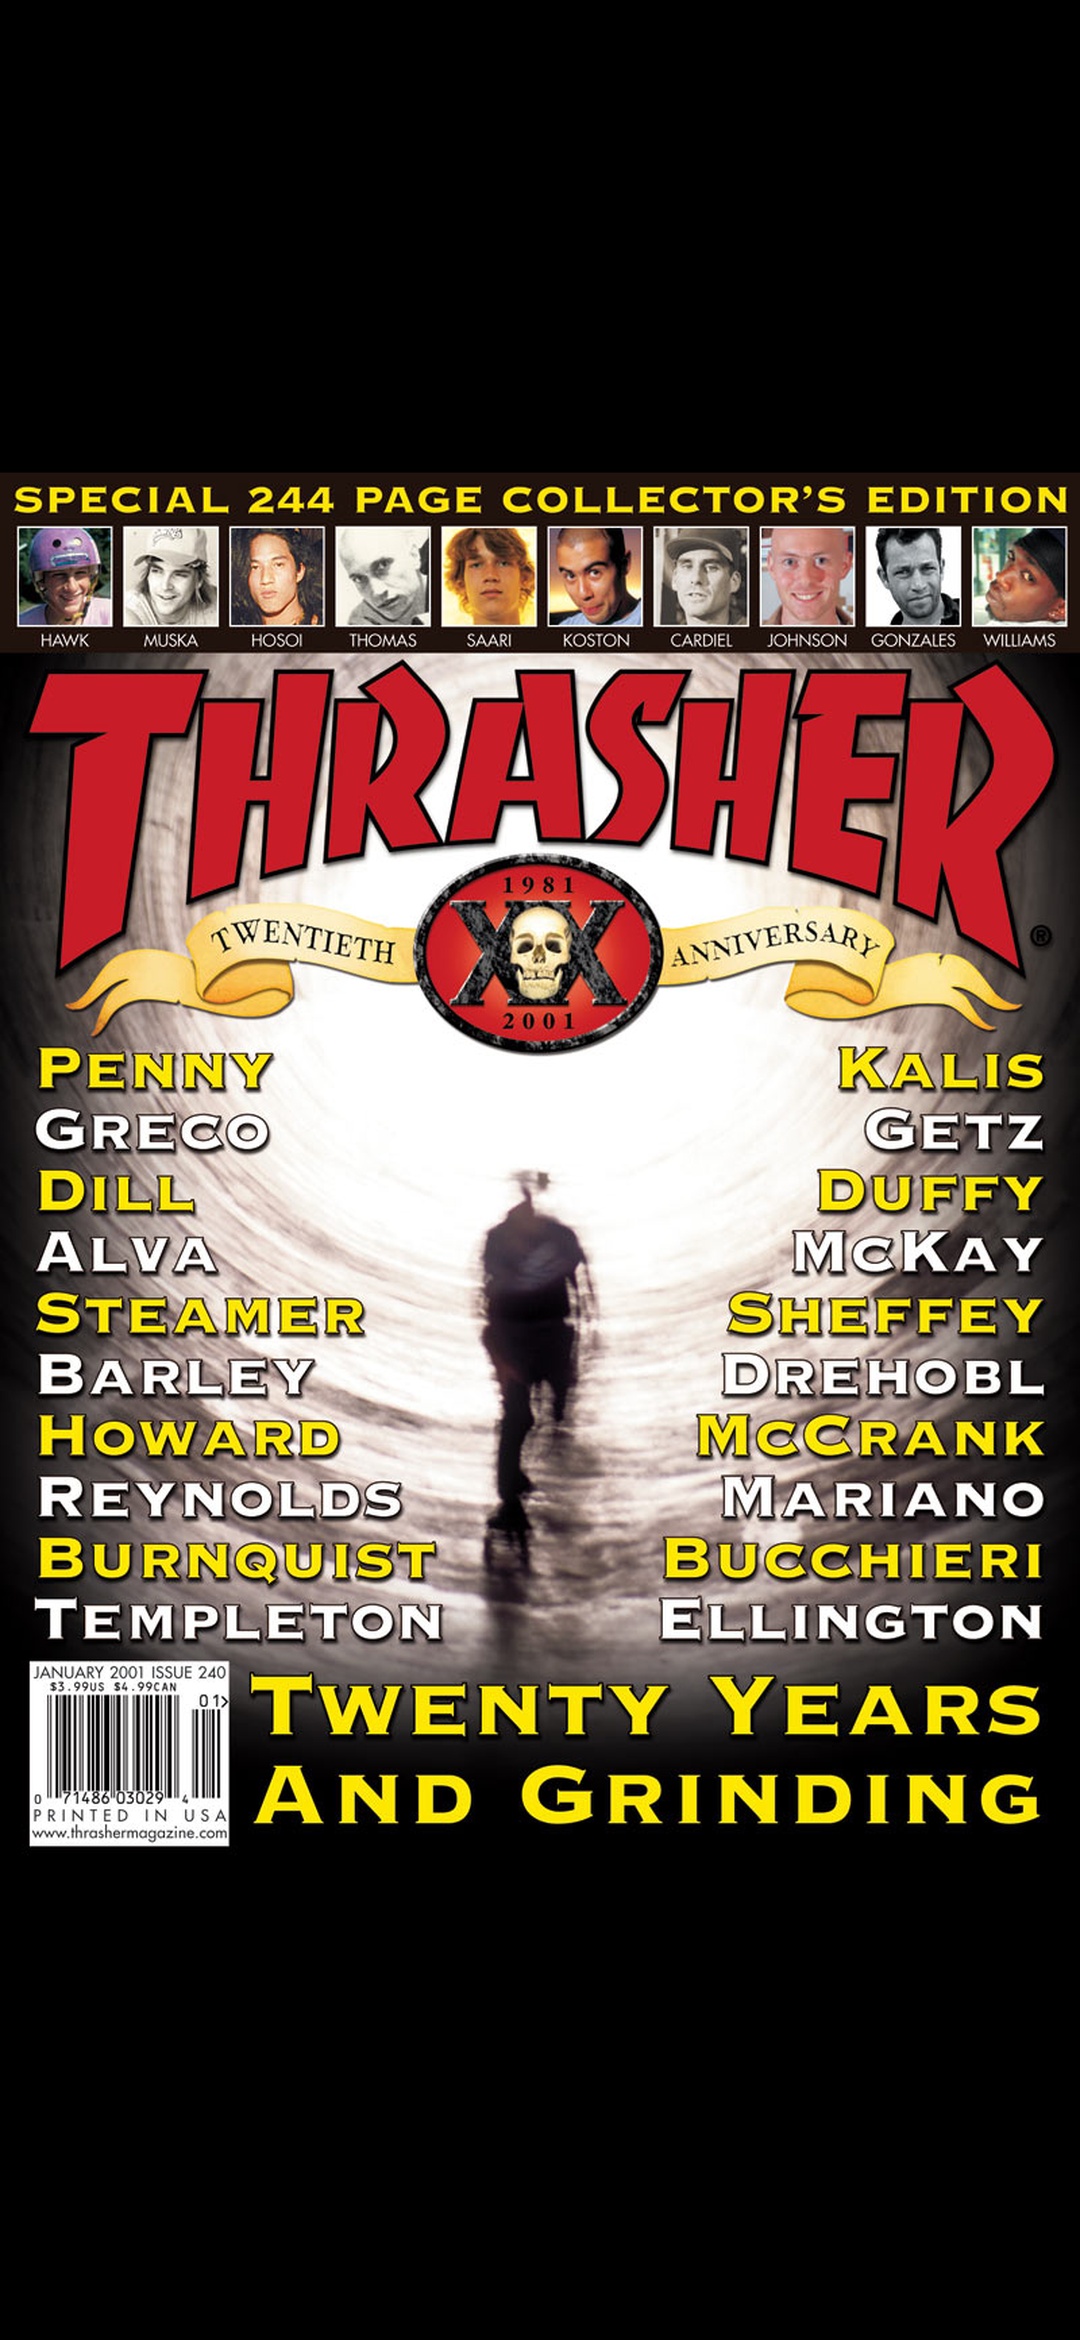 SPECIAL 244 PAGE COLLECTOR'S EDITION
HAWK MUSKA HOSOI THOMAS SAARI KOSTON CARDIEL JOHNSON GONZALES WILLIAMS
THRASHER
®
1981
TWENTIETH XX ANNIVERSARY
2001
PENNY
GRECO
DILL
ALVA
STEAMER
BARLEY
HOWARD
REYNOLDS
BURNQUIST
TEMPLETON
KALIS
GETZ
DUFFY
MCKAY
SHEFFEY
DREHOBL
MCCRANK
MARIANO
BUCCHIERI
ELLINGTON
JANUARY 2001 ISSUE 240
$3.99US $4.99CAN
01>
0 71486 03029 4
PRINTED IN USA
www.thrashermagazine.com
TWENTY YEARS
AND GRINDING